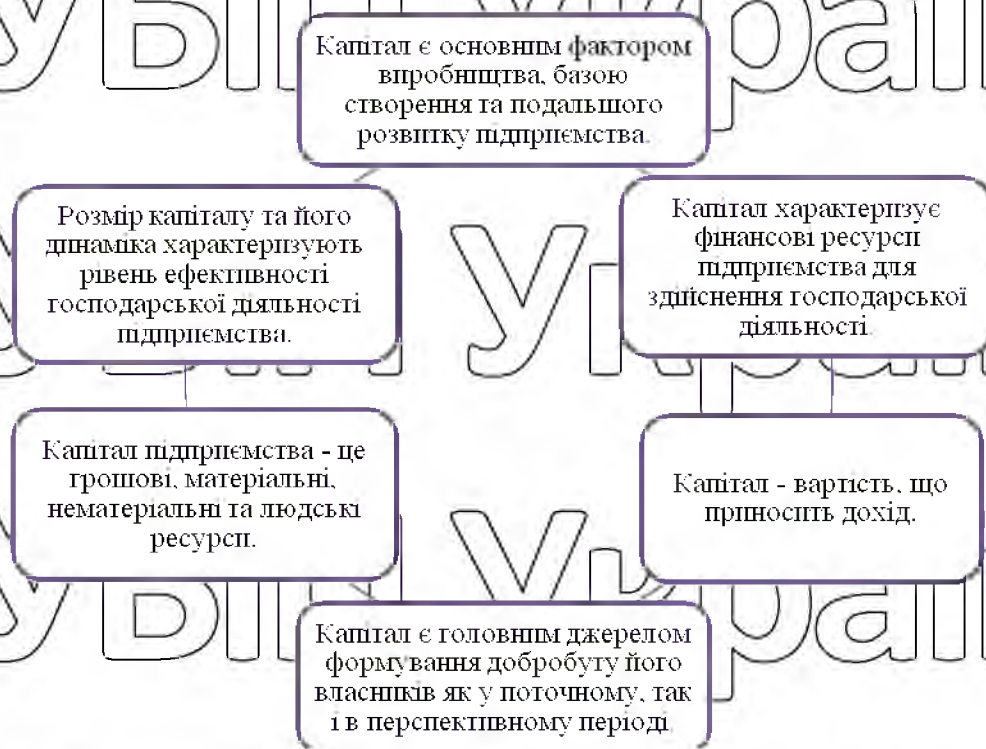 Капітал є основним фактором
виробництва, базою
створення та подальшого
розвитку підприємства.
Розмір капіталу та його
динаміка характеризують
рівень ефективності
господарської діяльності
підприємства.
Капітал характеризує
фінансові ресурси
підприємства для
здійснення господарської
діяльності.
Капітал підприємства - це
грошові, матеріальні,
нематеріальні та людські
ресурси.
Капітал - вартість, що
приносить дохід.
Капітал є головним джерелом
формування добробуту його
власників як у поточному, так
і в перспективному періоді.